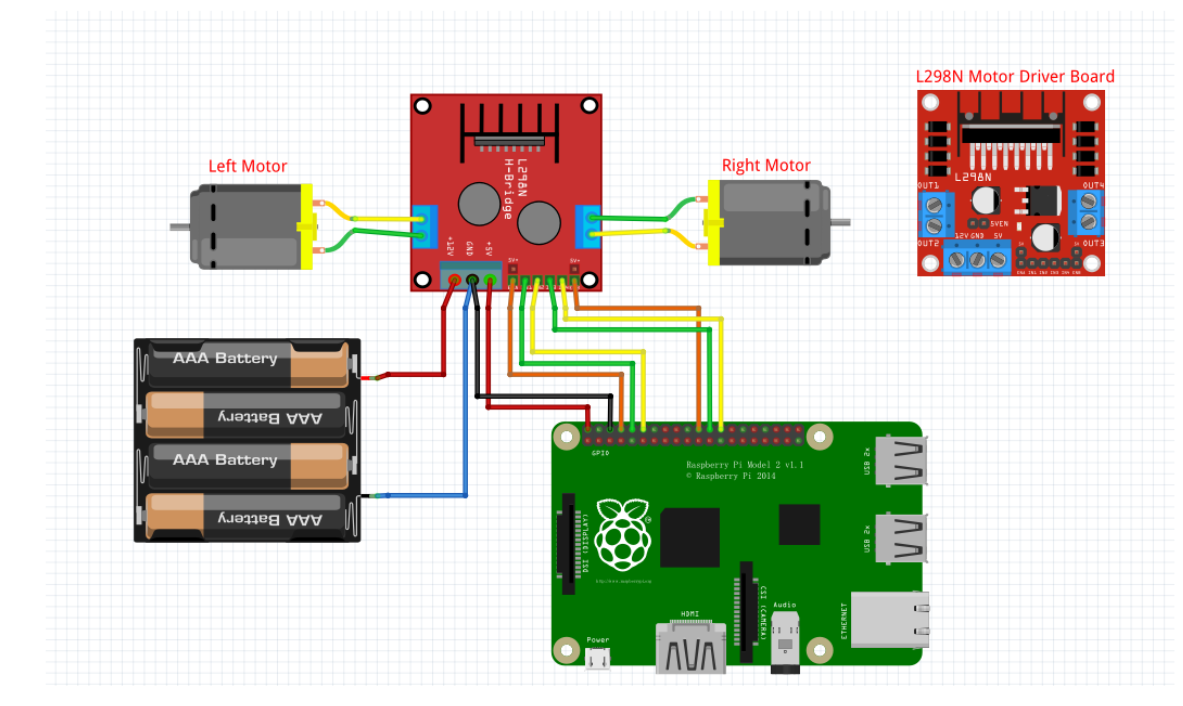 L298N Motor Driver Board
Left Motor
Right Motor
L298N
H-Bridge
+12V
GND
+5V
5V+
5V+
L298N
OUT1
OUT4
5VEN
12V GND 5V
OUT2
OUT3
AAA Battery
AAA Battery
AAA Battery
AAA Battery
GPIO
Raspberry Pi Model 2 v1.1
© Raspberry Pi 2014
USB 2x
DSI (DISPLAY)
USB 2x
CSI (CAMERA)
Audio
HDMI
ETHERNET
Power